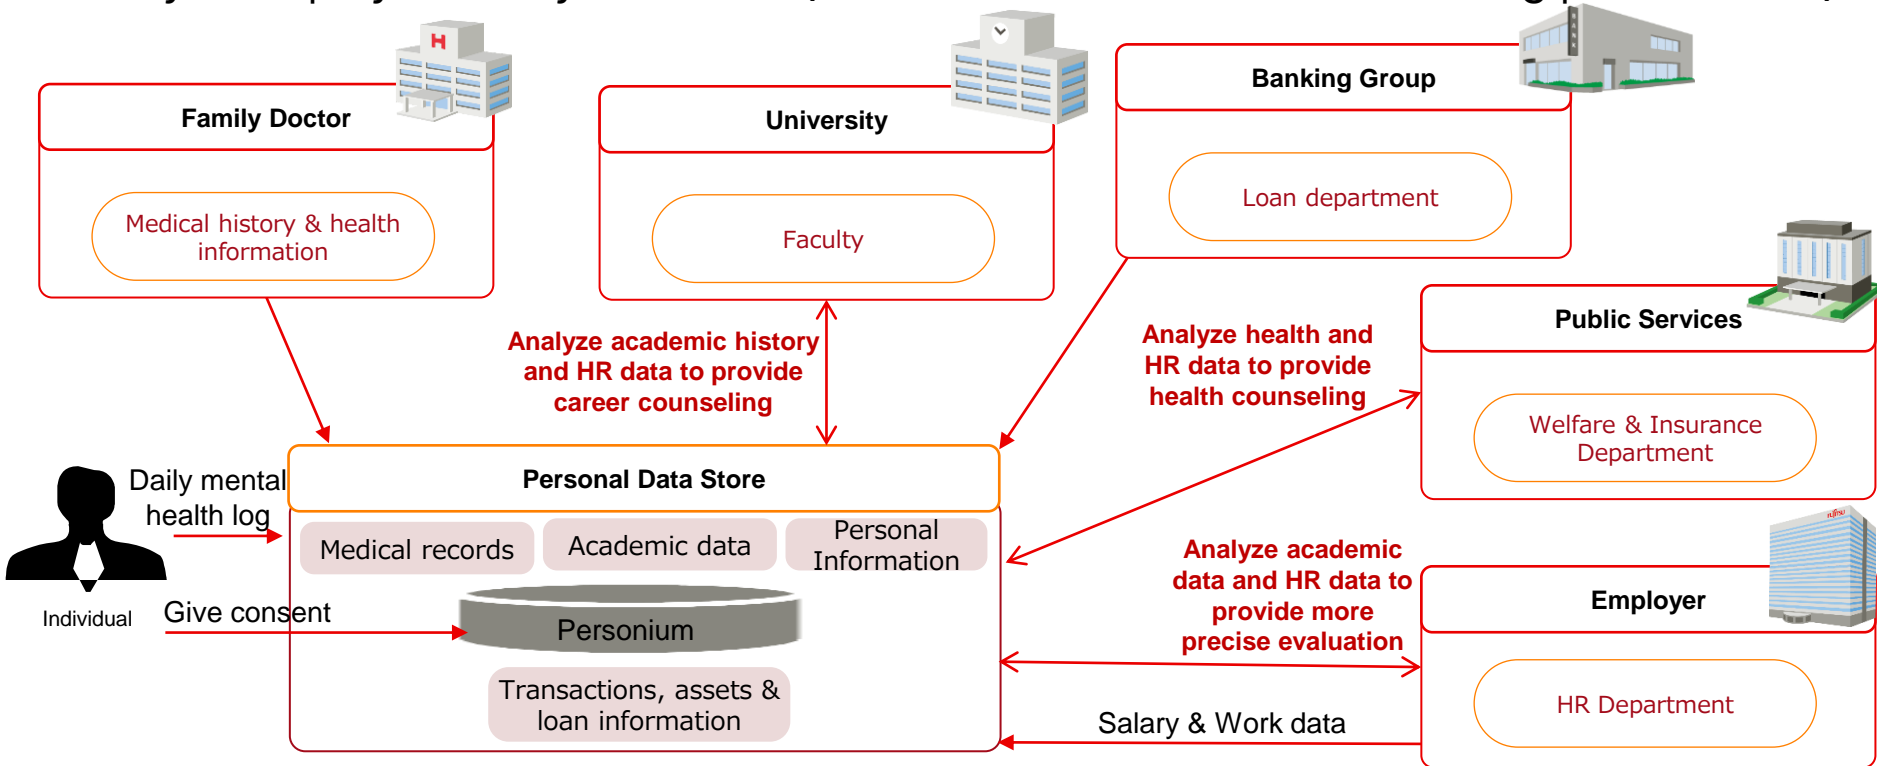 Family Doctor
Medical history & health
information
University
Faculty
Banking Group
BANK
Loan department
Public Services
Welfare & Insurance
Department
Analyze academic history
and HR data to provide
career counseling
Analyze health and
HR data to provide
health counseling
Daily mental
health log
Individual
Give consent
Personal Data Store
Medical records
Academic data
Personal
Information
Personium
Transactions, assets &
loan information
Analyze academic
data and HR data to
provide more
precise evaluation
Salary & Work data
FUJITSU
Employer
HR Department